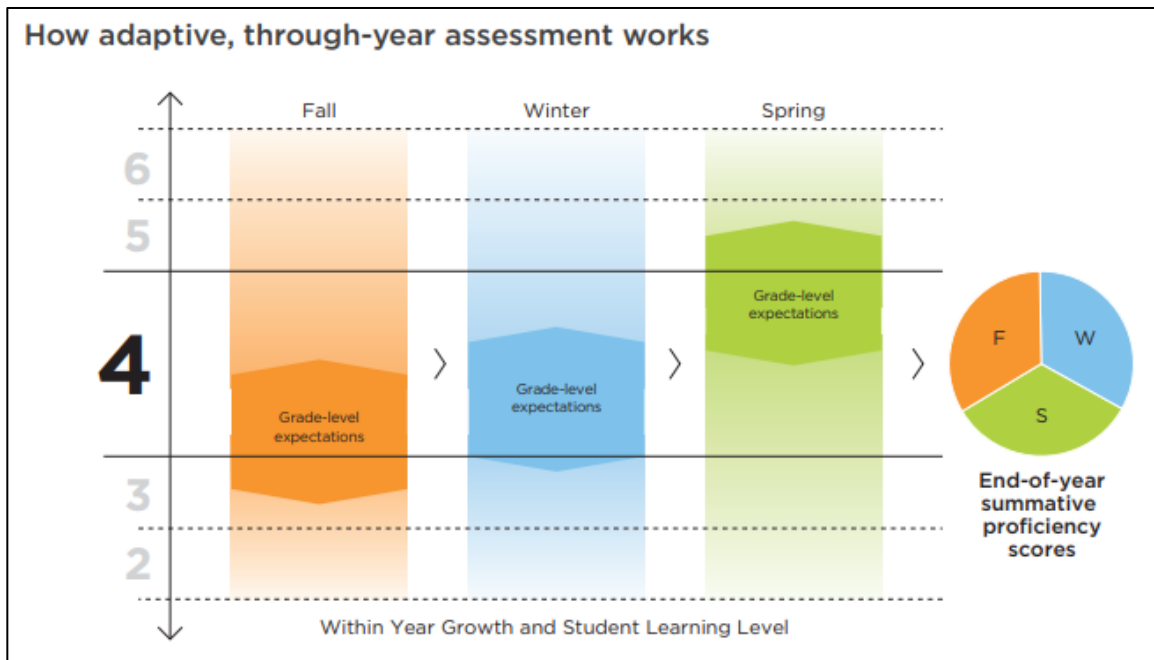 How adaptive, through-year assessment works
Fall
Winter
Spring
6
5
4
3
2
Grade-level
expectations
Grade-level
expectations
Grade-level
expectations
F
W
S
End-of-year
summative
proficiency
scores
Within Year Growth and Student Learning Level